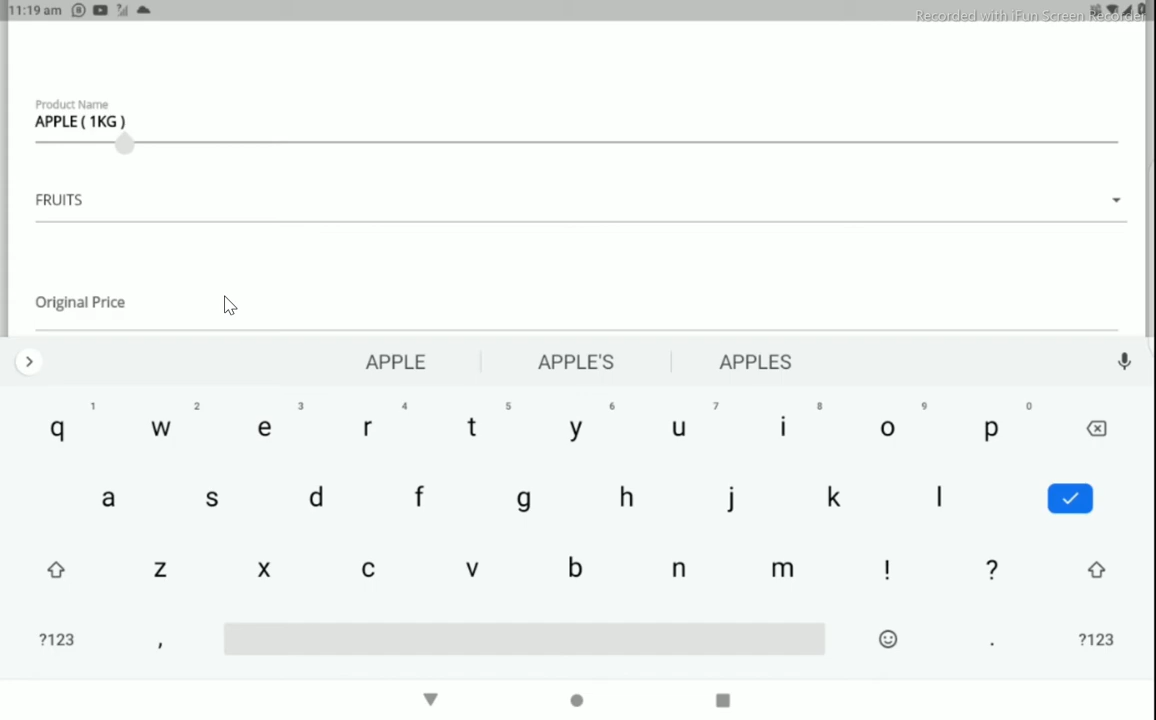 11:19 am
Recorded with iFun Screen Recorder
Product Name
APPLE ( 1KG )
FRUITS
Original Price
APPLE APPLE'S APPLES
1 2 3 4 5 6 7 8 9 0
q w e r t y u i o p
a s d f g h j k l
z x c v b n m ! ?
?123 , . ?123